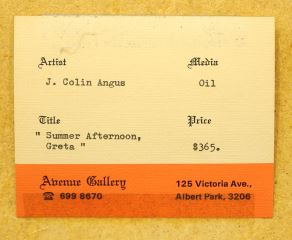 Artist Media
J. Colin Angus Oil
Title Price
" Summer Afternoon,
Greta " $365.
Avenue Gallery 125 Victoria Ave.,
☎ 699 8670 Albert Park, 3206